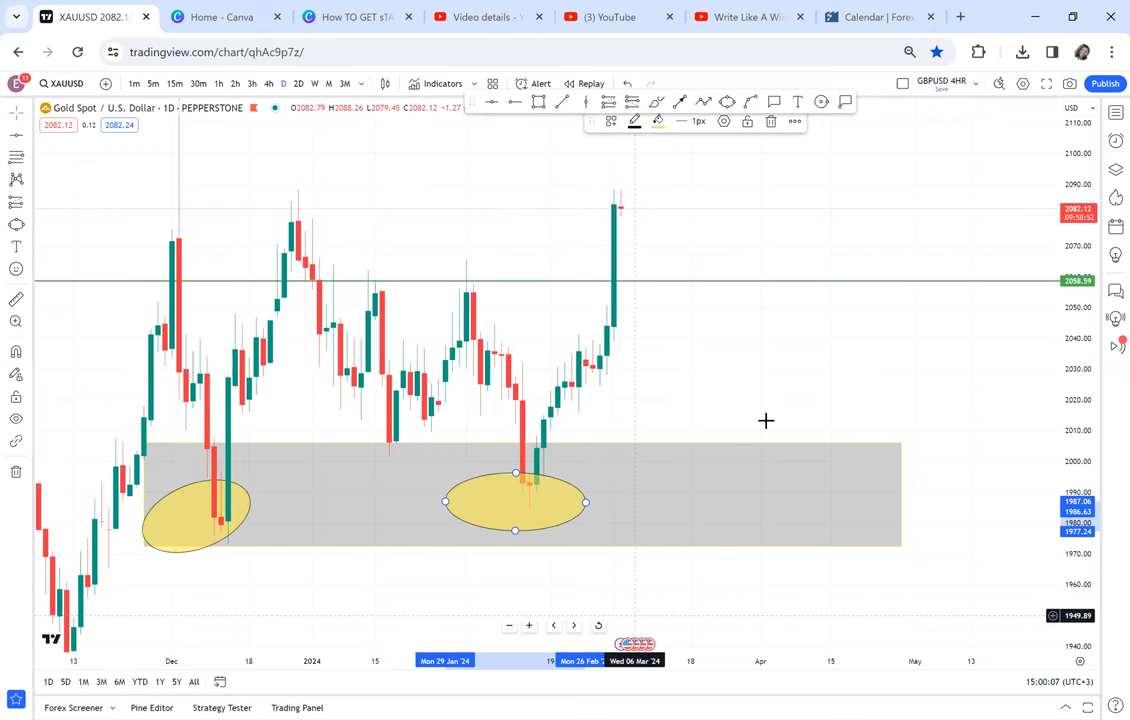 XAUUSD 2082.1
Home - Canva
How TO GET sTA
Video details - Y
(3) YouTube
Write Like A Win
Calendar | Forex
tradingview.com/chart/qhAc9p7z/
E 11 XAUUSD 1m 5m 15m 30m 1h 2h 3h 4h D 2D W M 3M Indicators Alert Replay GBPUSD 4HR Save Publish
Gold Spot / U.S. Dollar · 1D · PEPPERSTONE O2082.79 H2088.26 L2079.45 C2082.12 −1.27 USD
2082.12 0.12 2082.24
1px
2110.00
2100.00
2090.00
2082.12
09:58:52
2070.00
2058.59
2050.00
2040.00
2030.00
2020.00
2010.00
2000.00
1990.00
1987.06
1986.63
1980.00
1977.24
1970.00
1960.00
1949.89
1940.00
13 Dec 18 2024 15 Mon 29 Jan '24 19 Mon 26 Feb ' Wed 06 Mar '24 18 Apr 15 May 13
1D 5D 1M 3M 6M YTD 1Y 5Y All 15:00:07 (UTC+3)
Forex Screener Pine Editor Strategy Tester Trading Panel